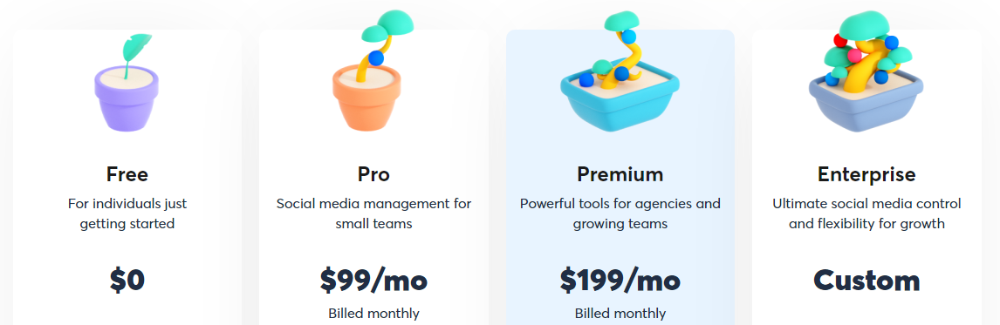 Free
For individuals just
getting started
$0
Pro
Social media management for
small teams
$99/mo
Billed monthly
Premium
Powerful tools for agencies and
growing teams
$199/mo
Billed monthly
Enterprise
Ultimate social media control
and flexibility for growth
Custom